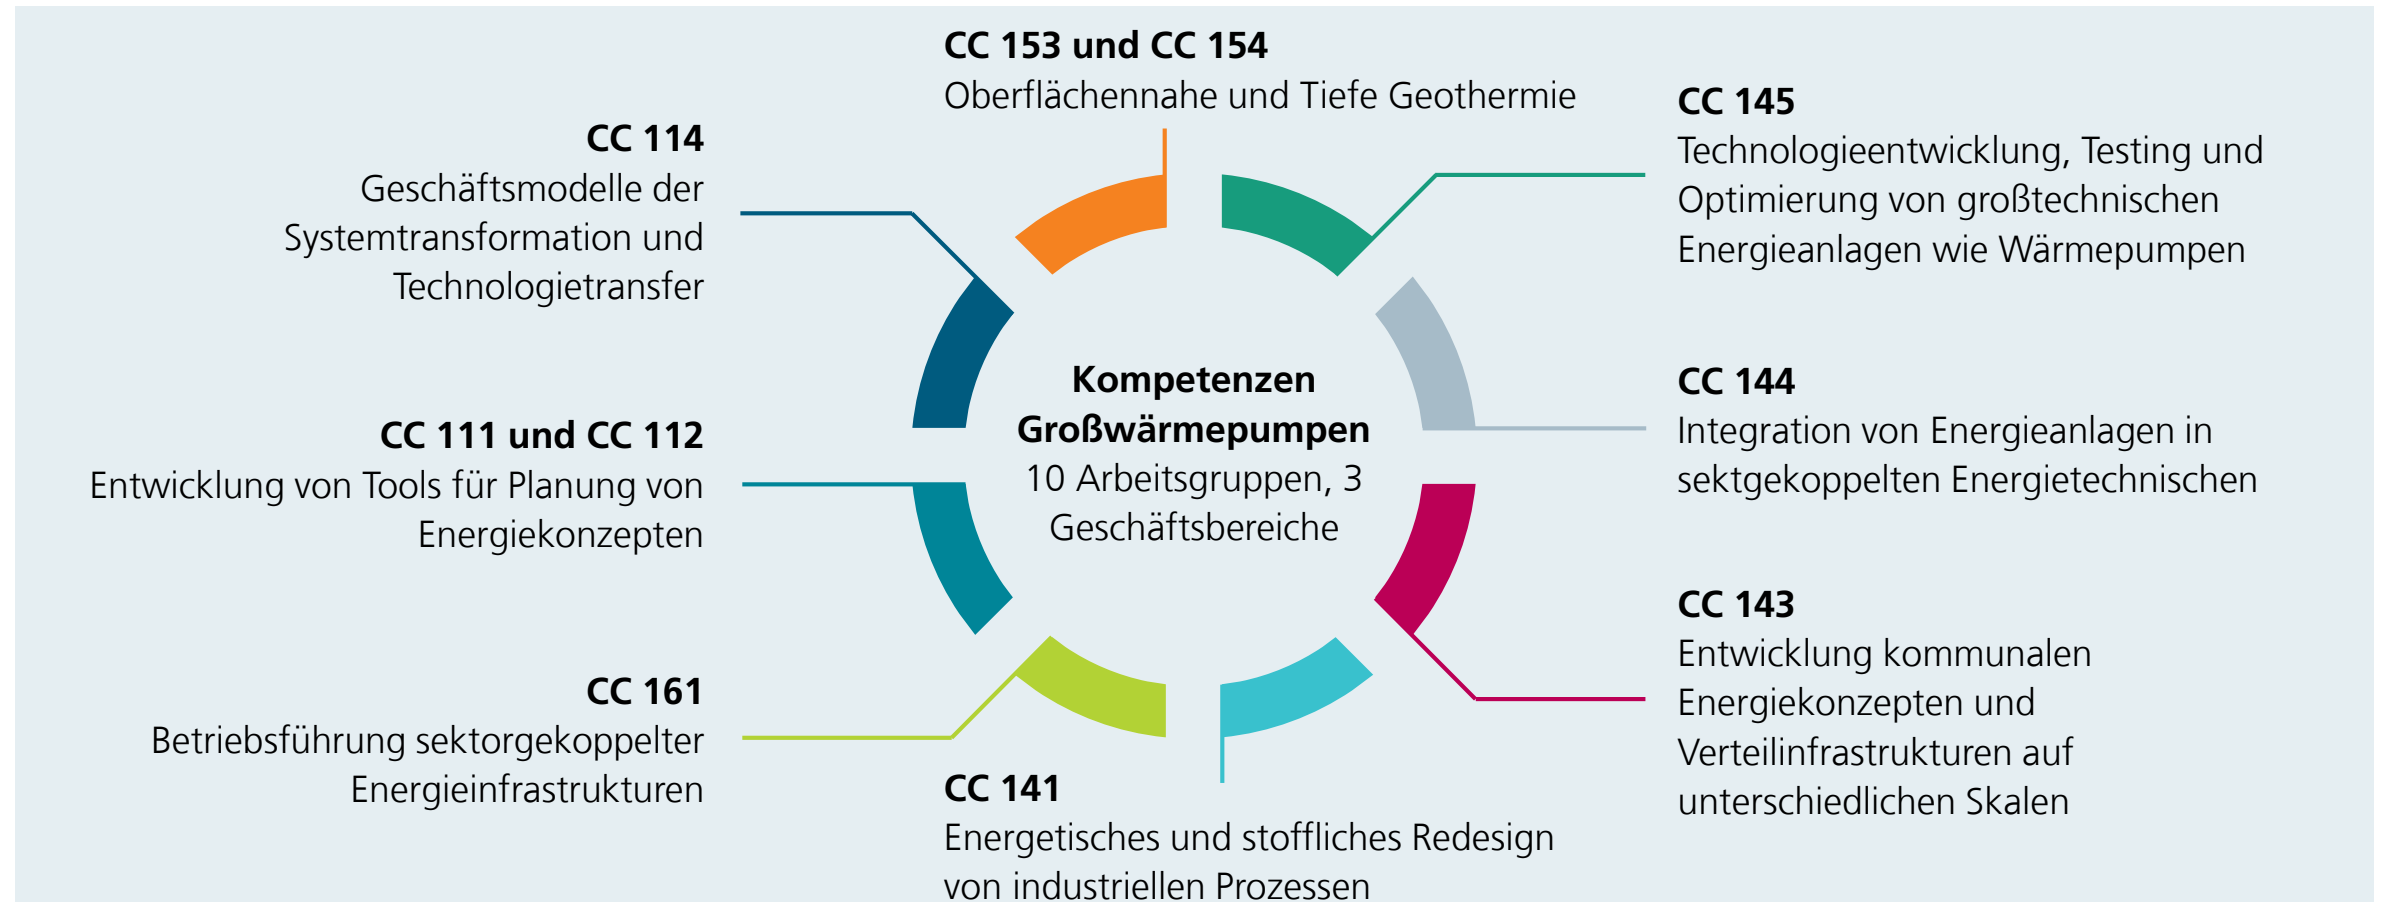 CC 153 und CC 154
Oberflächennahe und Tiefe Geothermie
CC 145
Technologieentwicklung, Testing und
Optimierung von großtechnischen
Energieanlagen wie Wärmepumpen
CC 144
Integration von Energieanlagen in
sektgekoppelten Energietechnischen
CC 143
Entwicklung kommunalen
Energiekonzepten und
Verteilinfrastrukturen auf
unterschiedlichen Skalen
CC 141
Energetisches und stoffliches Redesign
von industriellen Prozessen
CC 161
Betriebsführung sektorgekoppelter
Energieinfrastrukturen
CC 111 und CC 112
Entwicklung von Tools für Planung von
Energiekonzepten
CC 114
Geschäftsmodelle der
Systemtransformation und
Technologietransfer
Kompetenzen
Großwärmepumpen
10 Arbeitsgruppen, 3
Geschäftsbereiche